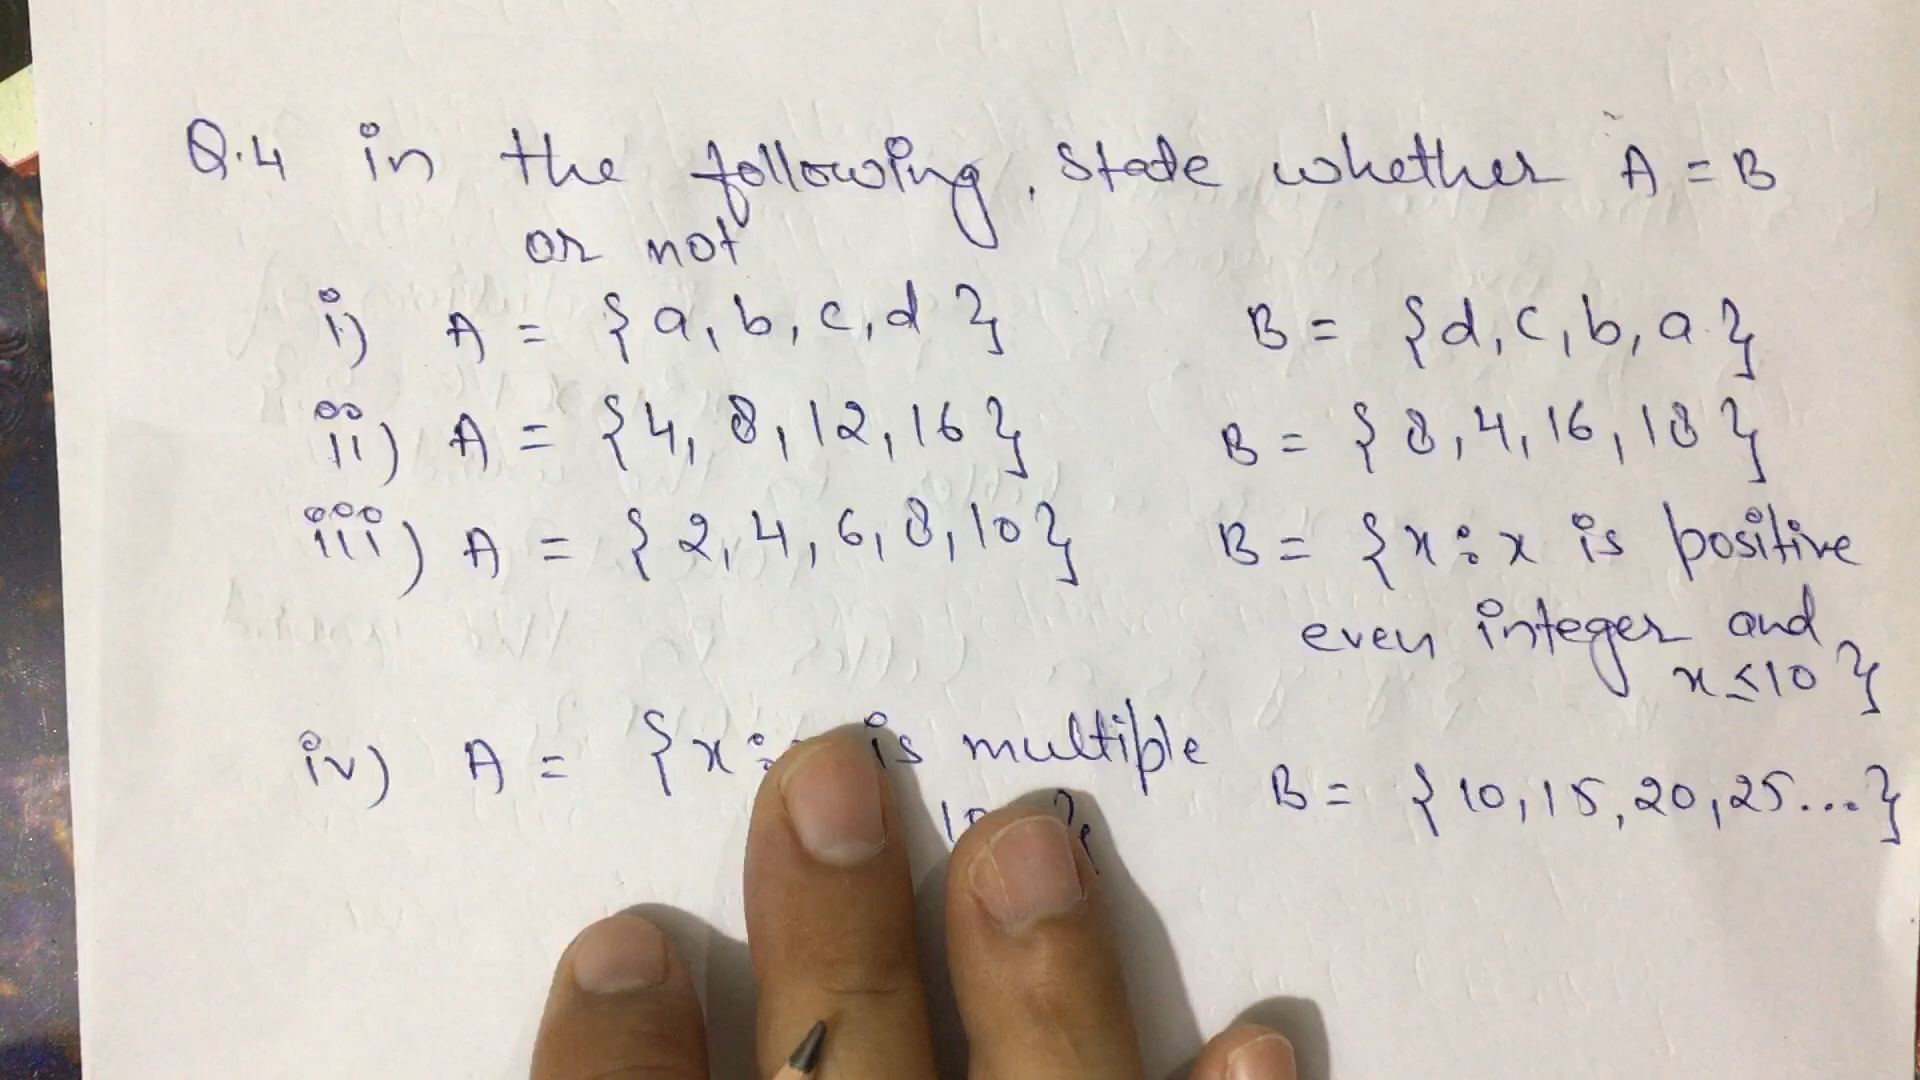 Q.4 in the following, state whether A = B
or not
i) A = {a, b, c, d} B = {d, c, b, a}
ii) A = {4, 8, 12, 16} B = {8, 4, 16, 18}
iii) A = {2, 4, 6, 8, 10} B = {x : x is positive
even integer and
x ≤ 10}
iv) A = {x : is multiple
10 } B = {10, 15, 20, 25...}